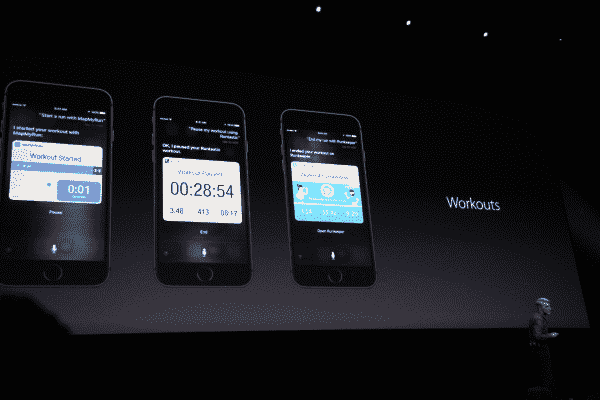 "Start a run with MapMyRun"
I started your workout with
MapMyRun.
Workout Started
0:01
Pause
"Pause my workout using
Runtastic"
OK, I paused your Runtastic
workout.
Workout Paused
00:28:54
3.48 413 08:17
End
"End my run with Runkeeper"
I ended your workout on
Runkeeper.
Open Runkeeper
Workouts